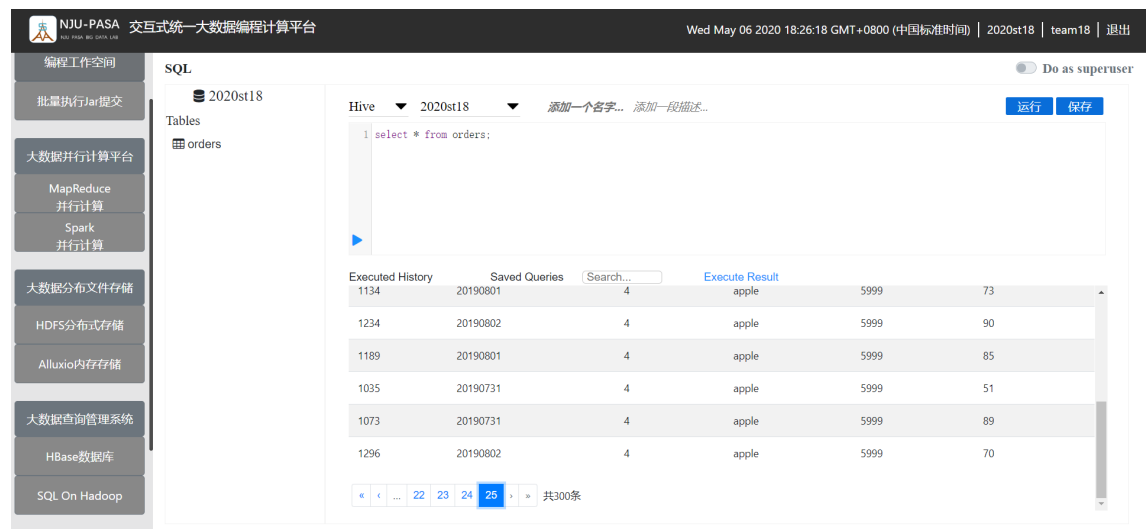 NJU-PASA 交互式统一大数据编程计算平台
NJU PASA BIG DATA LAB
Wed May 06 2020 18:26:18 GMT+0800 (中国标准时间) | 2020st18 | team18 | 退出
编程工作空间
批量执行Jar提交
大数据并行计算平台
MapReduce
并行计算
Spark
并行计算
大数据分布文件存储
HDFS分布式存储
Alluxio内存存储
大数据查询管理系统
HBase数据库
SQL On Hadoop
SQL
Do as superuser
2020st18
Tables
orders
Hive 2020st18 添加一个名字... 添加一段描述... 运行 保存
1 select * from orders;
Executed History Saved Queries Search... Execute Result
1134 20190801 4 apple 5999 73
1234 20190802 4 apple 5999 90
1189 20190801 4 apple 5999 85
1035 20190731 4 apple 5999 51
1073 20190731 4 apple 5999 89
1296 20190802 4 apple 5999 70
« ‹ ... 22 23 24 25 › » 共300条